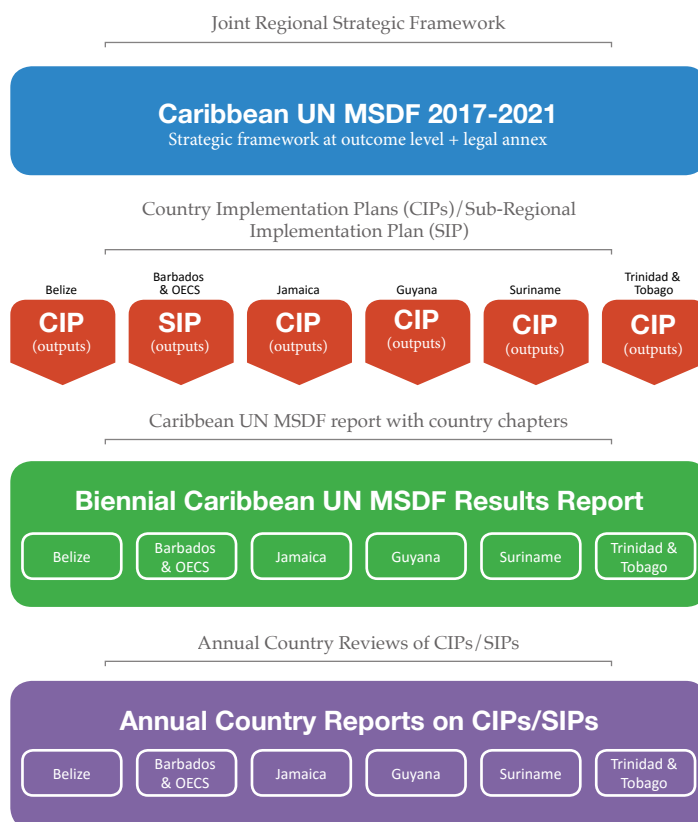 Joint Regional Strategic Framework
Caribbean UN MSDF 2017-2021
Strategic framework at outcome level + legal annex
Country Implementation Plans (CIPs)/Sub-Regional
Implementation Plan (SIP)
Belize
CIP
(outputs)
Barbados
& OECS
SIP
(outputs)
Jamaica
CIP
(outputs)
Guyana
CIP
(outputs)
Suriname
CIP
(outputs)
Trinidad &
Tobago
CIP
(outputs)
Caribbean UN MSDF report with country chapters
Biennial Caribbean UN MSDF Results Report
Belize
Barbados
& OECS
Jamaica
Guyana
Suriname
Trinidad &
Tobago
Annual Country Reviews of CIPs/SIPs
Annual Country Reports on CIPs/SIPs
Belize
Barbados
& OECS
Jamaica
Guyana
Suriname
Trinidad &
Tobago